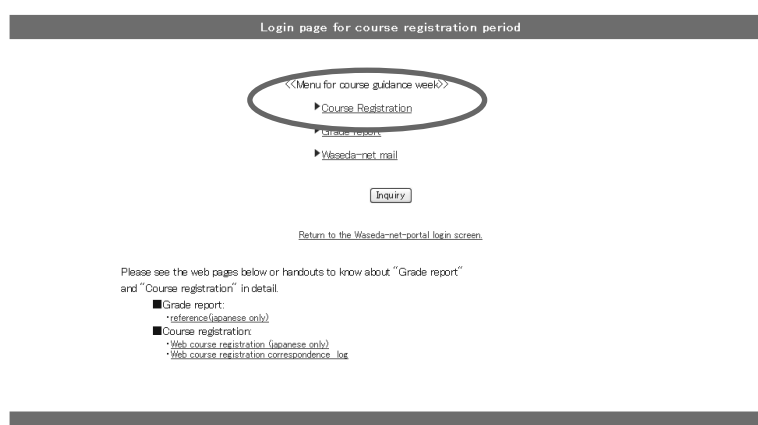 Login page for course registration period
<<Menu for course guidance week>>
▶Course Registration
▶Grade report
▶Waseda-net mail
Inquiry
Return to the Waseda-net-portal login screen.
Please see the web pages below or handouts to know about "Grade report"
and "Course registration" in detail.
■Grade report:
・reference(japanese only)
■Course registration:
・Web course registration (japanese only)
・Web course registration correspondence log